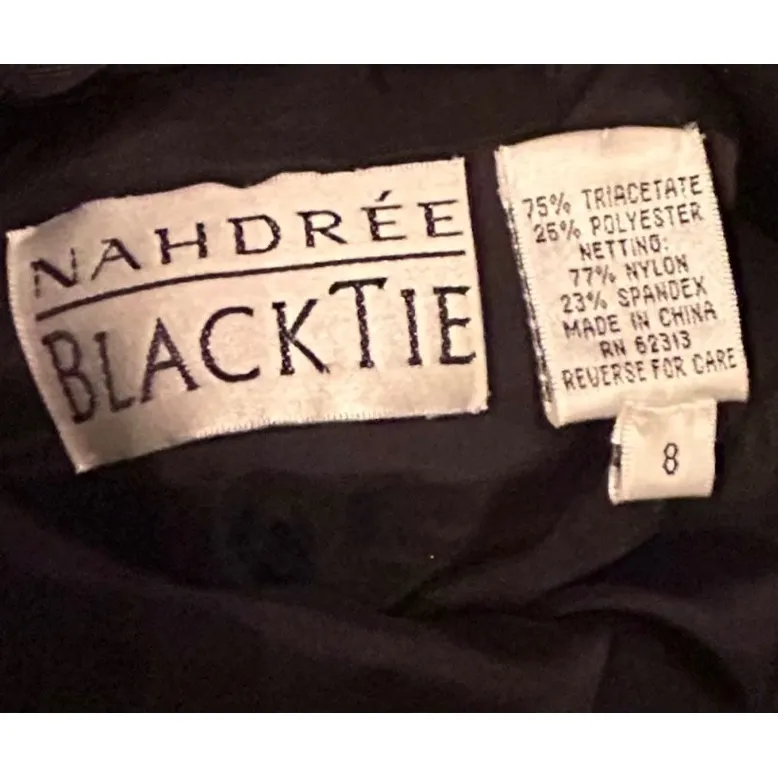 NAHDRÉE
BLACKTIE
75% TRIACETATE
25% POLYESTER
NETTING:
77% NYLON
23% SPANDEX
MADE IN CHINA
RN 62313
REVERSE FOR CARE
8